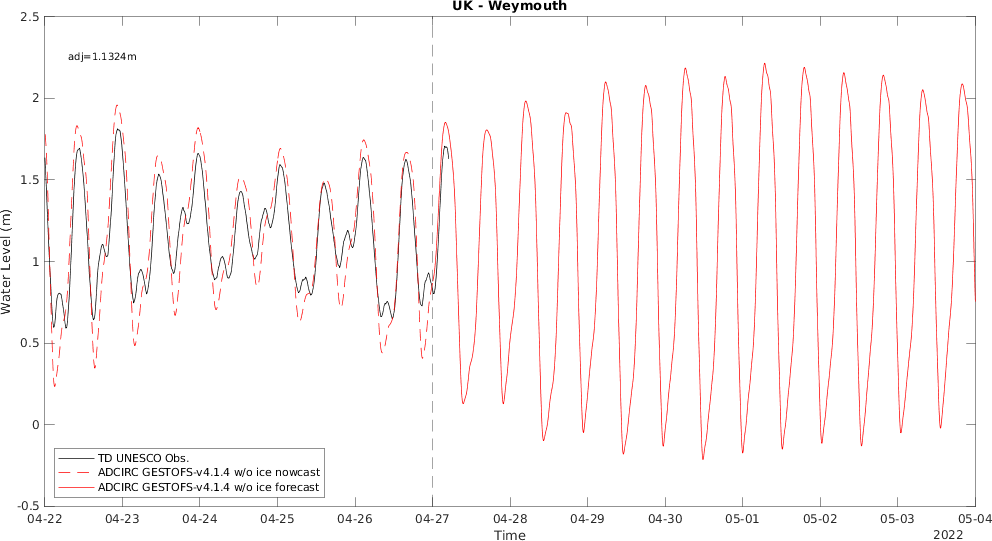 UK - Weymouth
adj=1.1324m
Water Level (m)
2.5
2
1.5
1
0.5
0
-0.5
TD UNESCO Obs.
ADCIRC GESTOFS-v4.1.4 w/o ice nowcast
ADCIRC GESTOFS-v4.1.4 w/o ice forecast
04-22 04-23 04-24 04-25 04-26 04-27 04-28 04-29 04-30 05-01 05-02 05-03 05-04
Time
2022